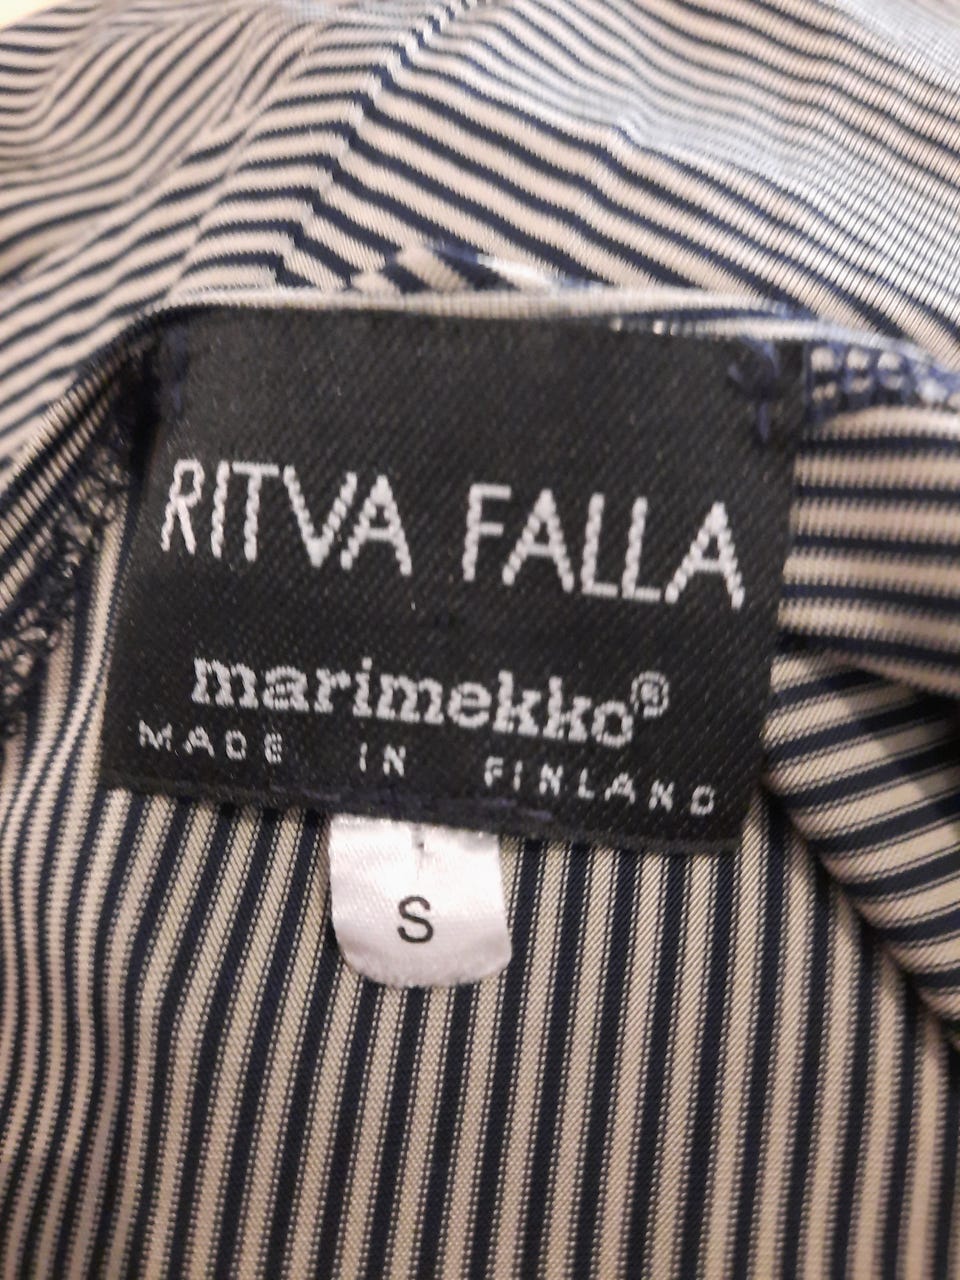 RITVA FALLA
marimekko®
MADE IN FINLAND
S